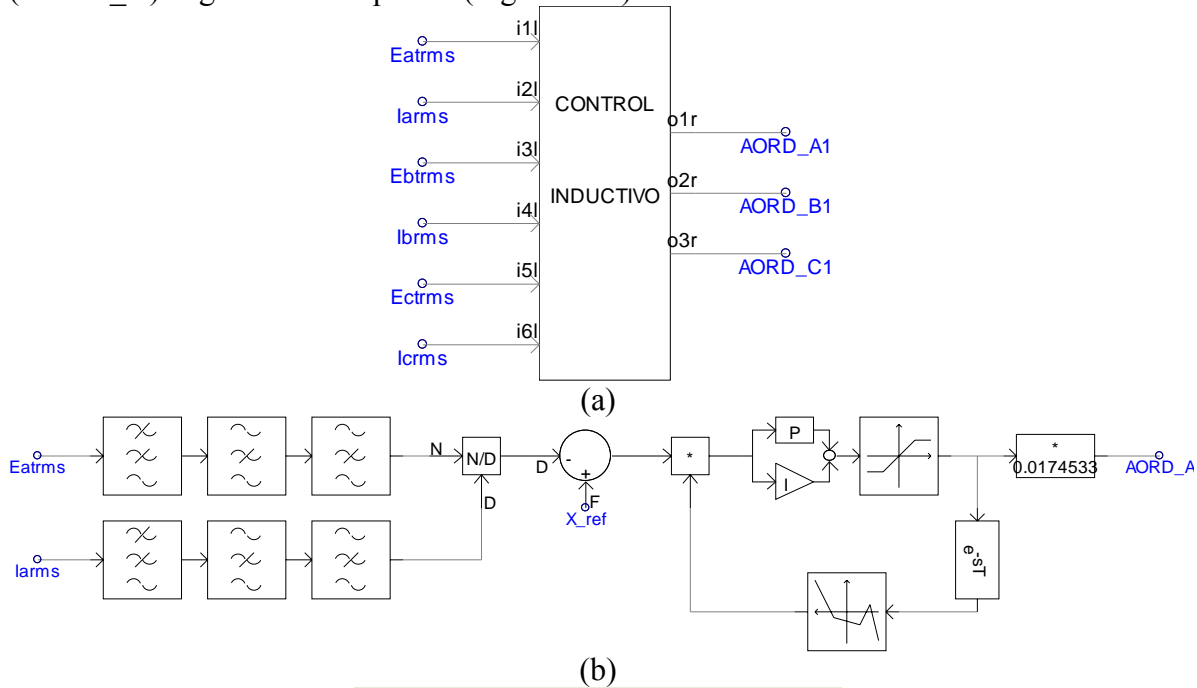 i1l
Eatrms
i2l
Iarms
i3l
Ebtrms
i4l
Ibrms
i5l
Ectrms
i6l
Icrms
CONTROL
INDUCTIVO
o1r
AORD_A1
o2r
AORD_B1
o3r
AORD_C1
(a)
Eatrms
N
N/D
D
D
-
+
F
X_ref
*
P
I
*
0.0174533
AORD_A
Iarms
e-sT
(b)